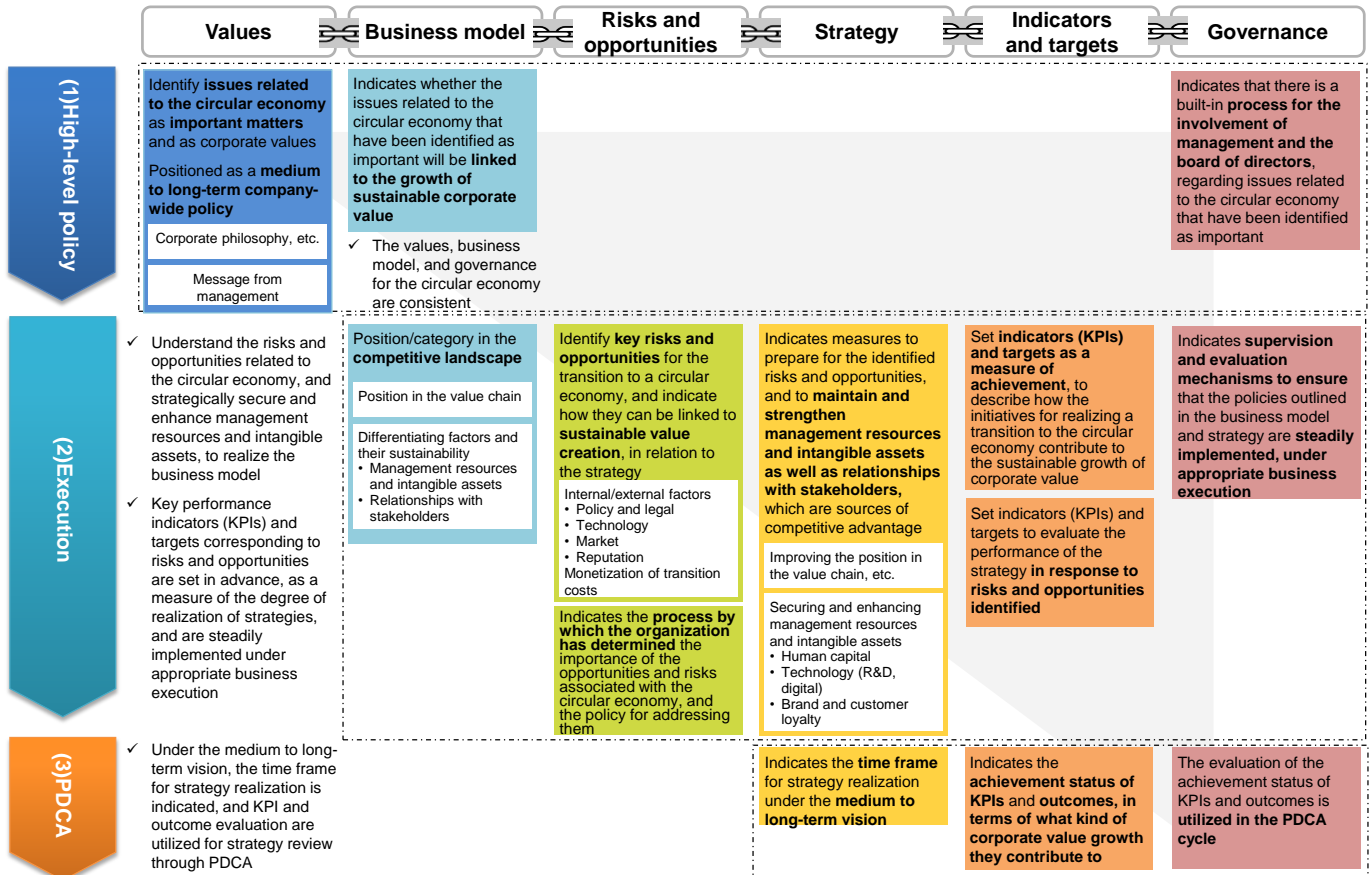 Values
Business model
Risks and
opportunities
Strategy
Indicators
and targets
Governance
(1)High-level policy
Identify issues related
to the circular economy
as important matters
and as corporate values
Positioned as a medium
to long-term company-
wide policy
Corporate philosophy, etc.
Message from
management
Indicates whether the
issues related to the
circular economy that
have been identified as
important will be linked
to the growth of
sustainable corporate
value
✓ The values, business
model, and governance
for the circular economy
are consistent
Indicates that there is a
built-in process for the
involvement of
management and the
board of directors,
regarding issues related
to the circular economy
that have been identified
as important
(2)Execution
✓ Understand the risks and
opportunities related to
the circular economy, and
strategically secure and
enhance management
resources and intangible
assets, to realize the
business model
✓ Key performance
indicators (KPIs) and
targets corresponding to
risks and opportunities
are set in advance, as a
measure of the degree of
realization of strategies,
and are steadily
implemented under
appropriate business
execution
Position/category in the
competitive landscape
Position in the value chain
Differentiating factors and
their sustainability
• Management resources
and intangible assets
• Relationships with
stakeholders
Identify key risks and
opportunities for the
transition to a circular
economy, and indicate
how they can be linked to
sustainable value
creation, in relation to
the strategy
Internal/external factors
• Policy and legal
• Technology
• Market
• Reputation
Monetization of transition
costs
Indicates the process by
which the organization
has determined the
importance of the
opportunities and risks
associated with the
circular economy, and
the policy for addressing
them
Indicates measures to
prepare for the identified
risks and opportunities,
and to maintain and
strengthen
management resources
and intangible assets
as well as relationships
with stakeholders,
which are sources of
competitive advantage
Improving the position in
the value chain, etc.
Securing and enhancing
management resources
and intangible assets
• Human capital
• Technology (R&D,
digital)
• Brand and customer
loyalty
Set indicators (KPIs)
and targets as a
measure of
achievement, to
describe how the
initiatives for realizing a
transition to the circular
economy contribute to
the sustainable growth of
corporate value
Set indicators (KPIs) and
targets to evaluate the
performance of the
strategy in response to
risks and opportunities
identified
Indicates supervision
and evaluation
mechanisms to ensure
that the policies outlined
in the business model
and strategy are steadily
implemented, under
appropriate business
execution
(3)PDCA
✓ Under the medium to long-
term vision, the time frame
for strategy realization is
indicated, and KPI and
outcome evaluation are
utilized for strategy review
through PDCA
Indicates the time frame
for strategy realization
under the medium to
long-term vision
Indicates the
achievement status of
KPIs and outcomes, in
terms of what kind of
corporate value growth
they contribute to
The evaluation of the
achievement status of
KPIs and outcomes is
utilized in the PDCA
cycle